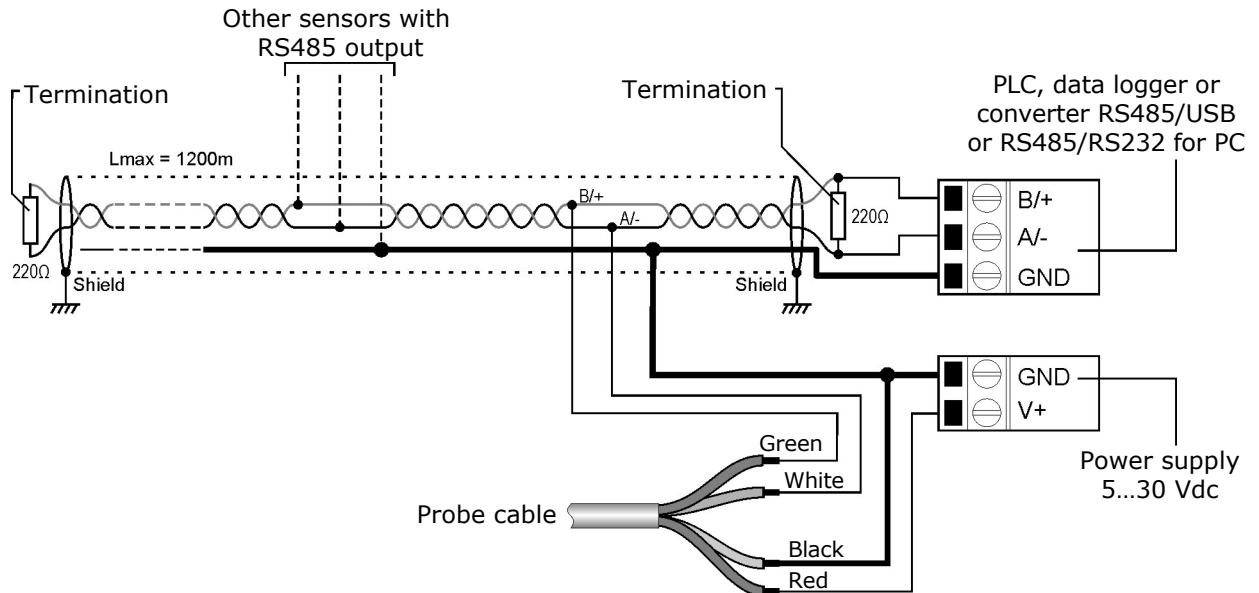 Other sensors with
RS485 output
Termination
Termination
PLC, data logger or
converter RS485/USB
or RS485/RS232 for PC
Lmax = 1200m
B/+
A/-
220Ω
220Ω
Shield
Shield
B/+
A/-
GND
GND
V+
Power supply
5...30 Vdc
Green
White
Probe cable
Black
Red